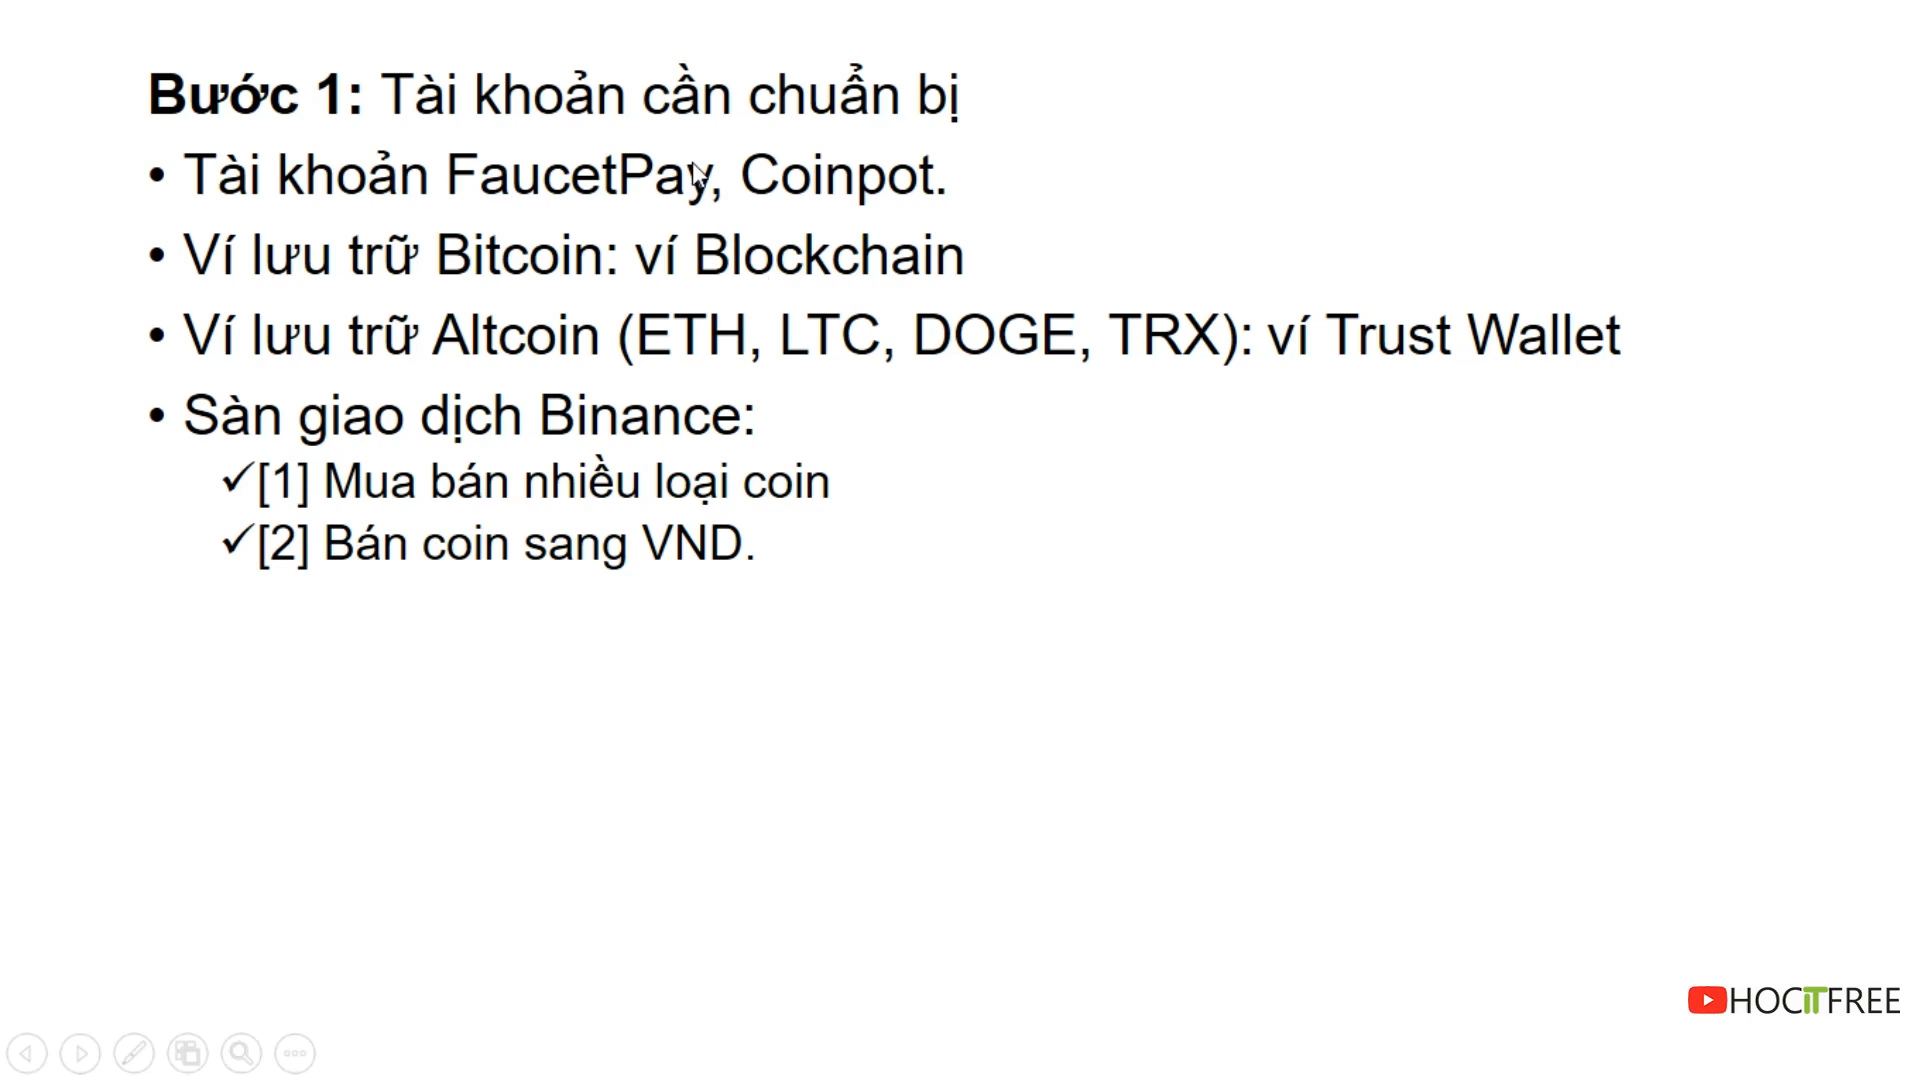 Bước 1: Tài khoản cần chuẩn bị
• Tài khoản FaucetPay, Coinpot.
• Ví lưu trữ Bitcoin: ví Blockchain
• Ví lưu trữ Altcoin (ETH, LTC, DOGE, TRX): ví Trust Wallet
• Sàn giao dịch Binance:
✓[1] Mua bán nhiều loại coin
✓[2] Bán coin sang VND.
HOCITFREE